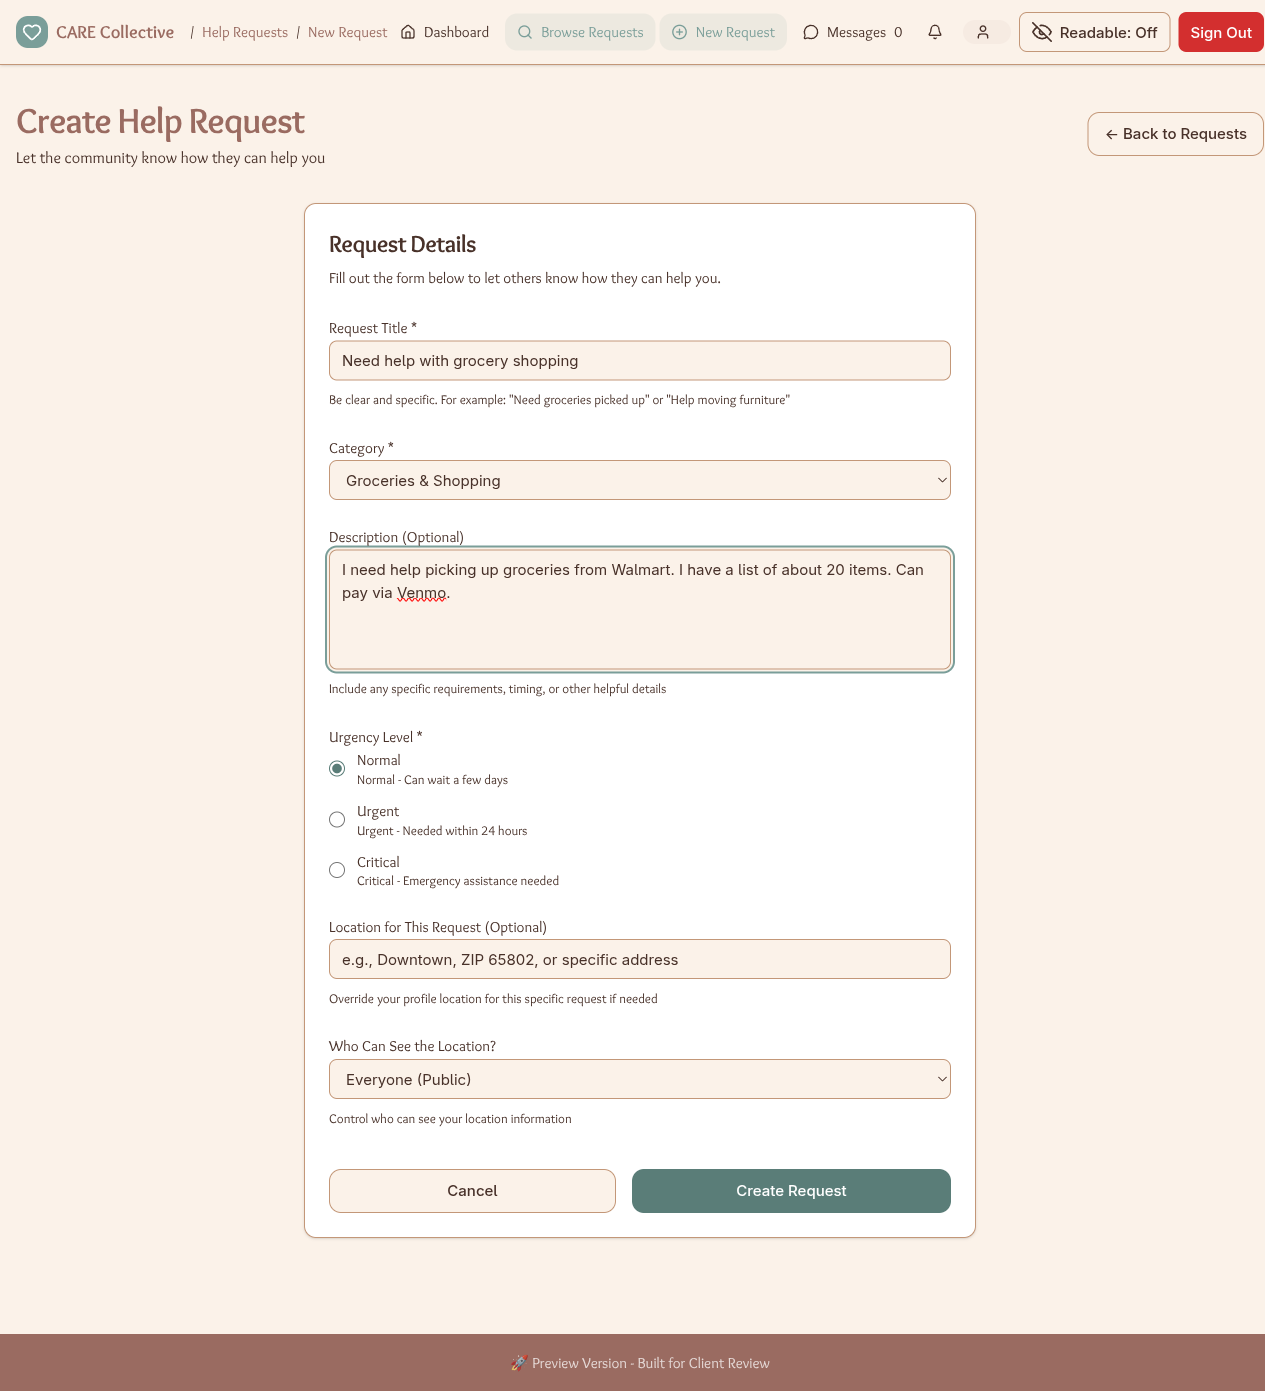 CARE Collective / Help Requests / New Request Dashboard Browse Requests New Request Messages 0 Readable: Off Sign Out
Create Help Request
Let the community know how they can help you
← Back to Requests
Request Details
Fill out the form below to let others know how they can help you.
Request Title *
Need help with grocery shopping
Be clear and specific. For example: "Need groceries picked up" or "Help moving furniture"
Category *
Groceries & Shopping
Description (Optional)
I need help picking up groceries from Walmart. I have a list of about 20 items. Can
pay via Venmo.
Include any specific requirements, timing, or other helpful details
Urgency Level *
Normal
Normal - Can wait a few days
Urgent
Urgent - Needed within 24 hours
Critical
Critical - Emergency assistance needed
Location for This Request (Optional)
e.g., Downtown, ZIP 65802, or specific address
Override your profile location for this specific request if needed
Who Can See the Location?
Everyone (Public)
Control who can see your location information
Cancel
Create Request
🚀 Preview Version - Built for Client Review